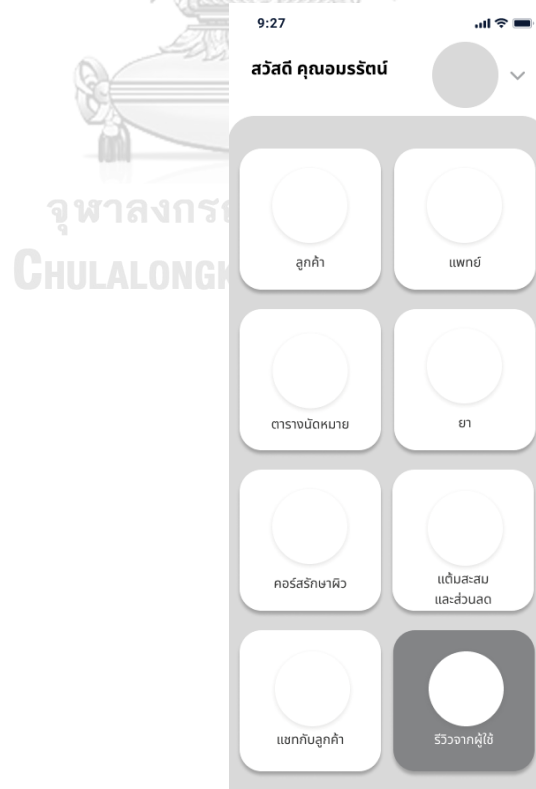 9:27
สวัสดี คุณอมรรัตน์
ลูกค้า
แพทย์
จุฬาลงกรณ์
CHULALONGK
ตารางนัดหมาย
ยา
คอร์สรักษาผิว
แต้มสะสม
และส่วนลด
แชทกับลูกค้า
รีวิวจากผู้ใช้